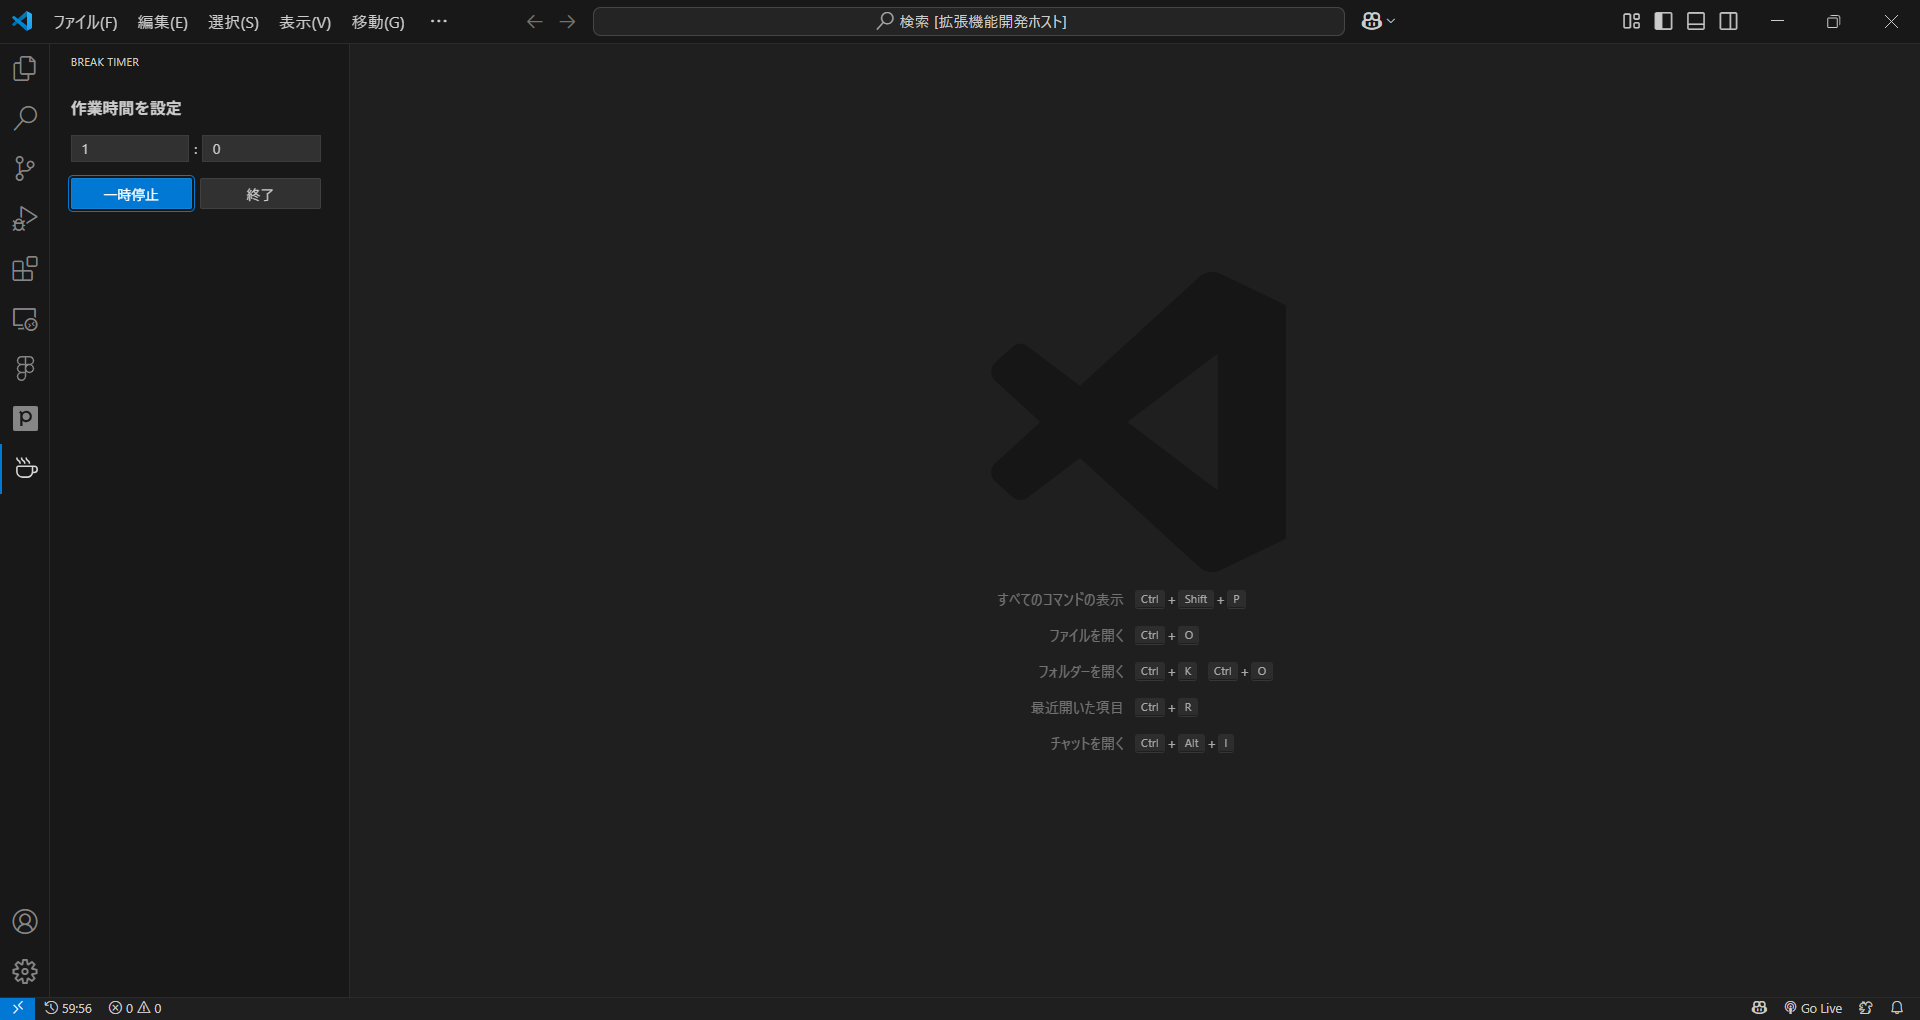 ファイル(F) 編集(E) 選択(S) 表示(V) 移動(G) ··· 検索 [拡張機能開発ホスト]
BREAK TIMER
作業時間を設定
1 : 0
一時停止 終了
すべてのコマンドの表示 Ctrl + Shift + P
ファイルを開く Ctrl + O
フォルダーを開く Ctrl + K Ctrl + O
最近開いた項目 Ctrl + R
チャットを開く Ctrl + Alt + I
59:56 0 0 Go Live